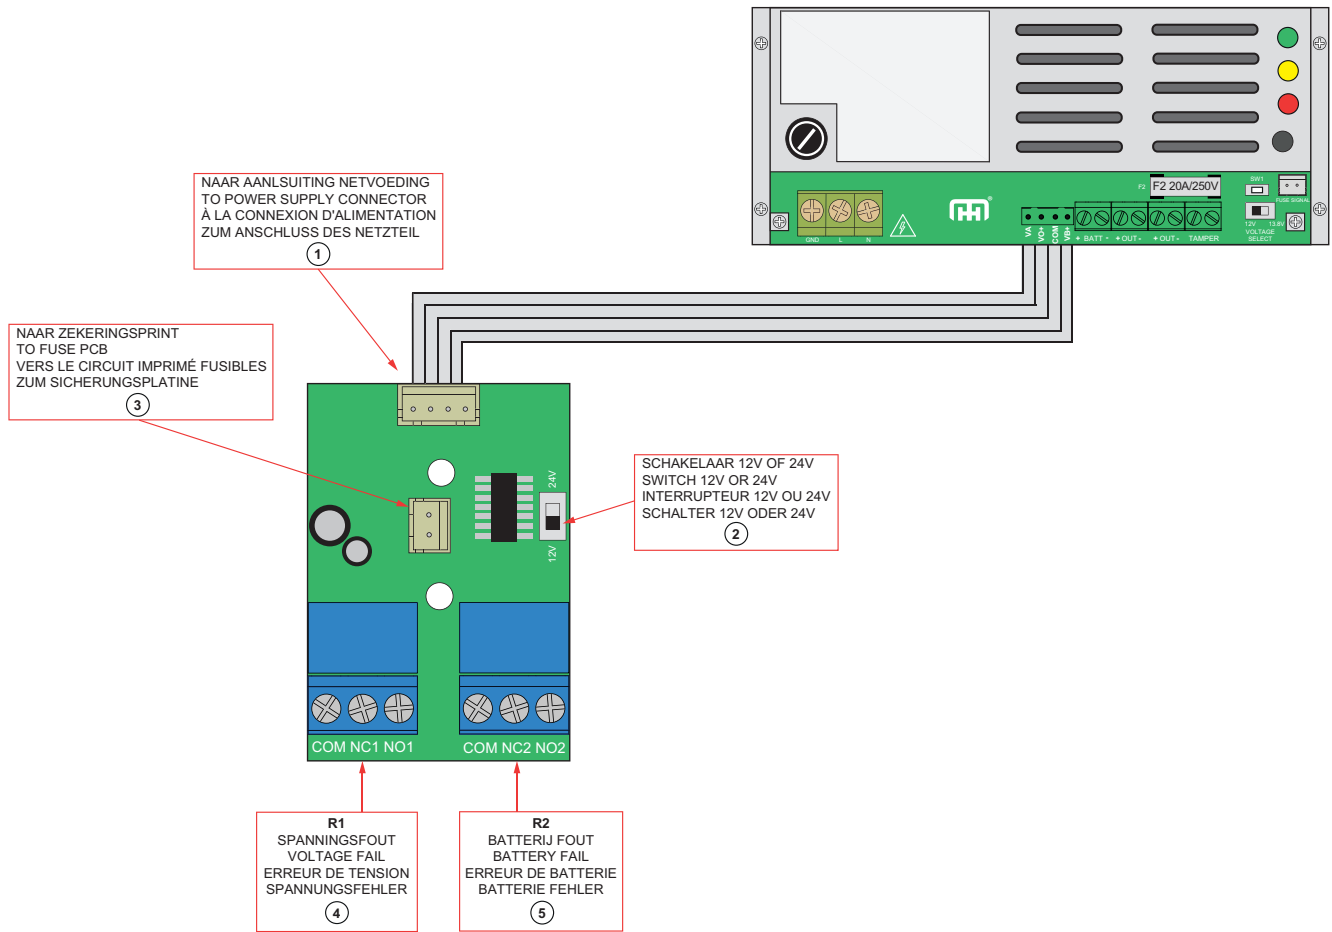 NAAR AANLSUITING NETVOEDING
TO POWER SUPPLY CONNECTOR
À LA CONNEXION D'ALIMENTATION
ZUM ANSCHLUSS DES NETZTEIL
1
NAAR ZEKERINGSPRINT
TO FUSE PCB
VERS LE CIRCUIT IMPRIMÉ FUSIBLES
ZUM SICHERUNGSPLATINE
3
F2
F2 20A/250V
SW1
FUSE SIGNAL
12V 13.8V
VOLTAGE
SELECT
®
GND L N
VA
VO+
COM
VB+
+ BATT - +OUT- +OUT- TAMPER
SCHAKELAAR 12V OF 24V
SWITCH 12V OR 24V
INTERRUPTEUR 12V OU 24V
SCHALTER 12V ODER 24V
2
24V
12V
COM NC1 NO1
COM NC2 NO2
R1
SPANNINGSFOUT
VOLTAGE FAIL
ERREUR DE TENSION
SPANNUNGSFEHLER
4
R2
BATTERIJ FOUT
BATTERY FAIL
ERREUR DE BATTERIE
BATTERIE FEHLER
5